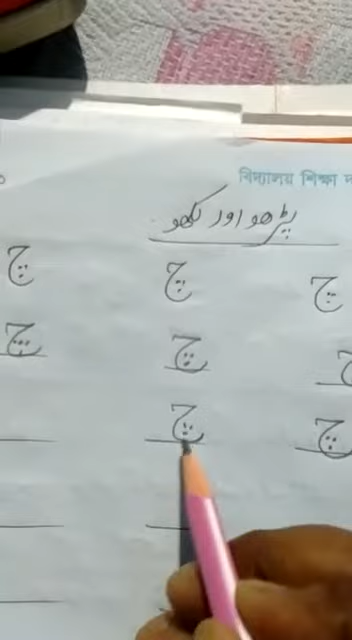 বিদ্যালয় শিক্ষা
پڑھو اور لکھو
چ چ چ
چ چ چ
چ چ